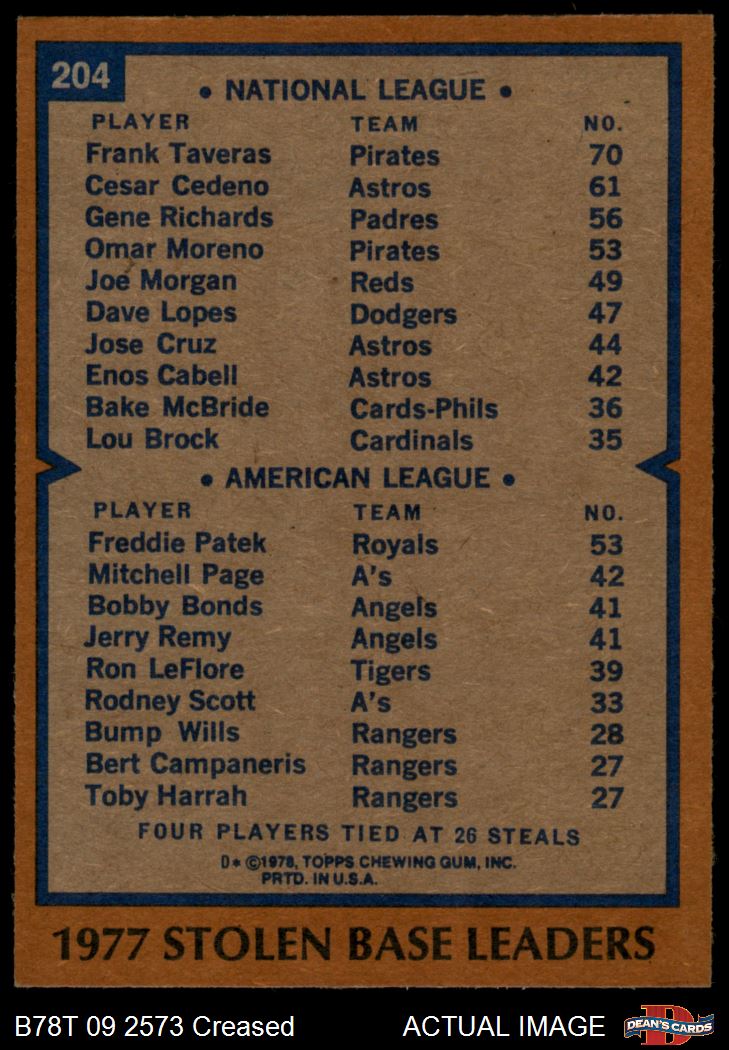 204
• NATIONAL LEAGUE •
PLAYER TEAM NO.
Frank Taveras Pirates 70
Cesar Cedeno Astros 61
Gene Richards Padres 56
Omar Moreno Pirates 53
Joe Morgan Reds 49
Dave Lopes Dodgers 47
Jose Cruz Astros 44
Enos Cabell Astros 42
Bake McBride Cards-Phils 36
Lou Brock Cardinals 35
• AMERICAN LEAGUE •
PLAYER TEAM NO.
Freddie Patek Royals 53
Mitchell Page A's 42
Bobby Bonds Angels 41
Jerry Remy Angels 41
Ron LeFlore Tigers 39
Rodney Scott A's 33
Bump Wills Rangers 28
Bert Campaneris Rangers 27
Toby Harrah Rangers 27
FOUR PLAYERS TIED AT 26 STEALS
D* ©1978, TOPPS CHEWING GUM, INC.
PRTD. IN U.S.A.
1977 STOLEN BASE LEADERS
B78T 09 2573 Creased ACTUAL IMAGE
D
DEAN'S CARDS